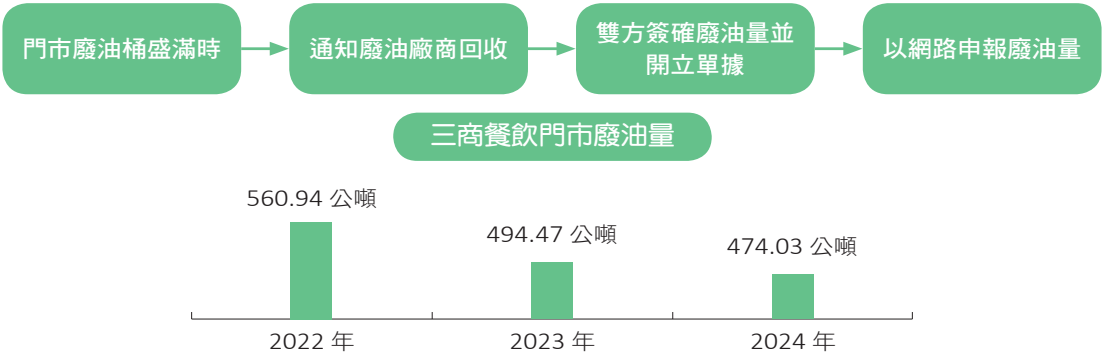 門市廢油桶盛滿時
通知廢油廠商回收
雙方簽確廢油量並
開立單據
以網路申報廢油量
三商餐飲門市廢油量
560.94 公噸
494.47 公噸
474.03 公噸
2022 年
2023 年
2024 年